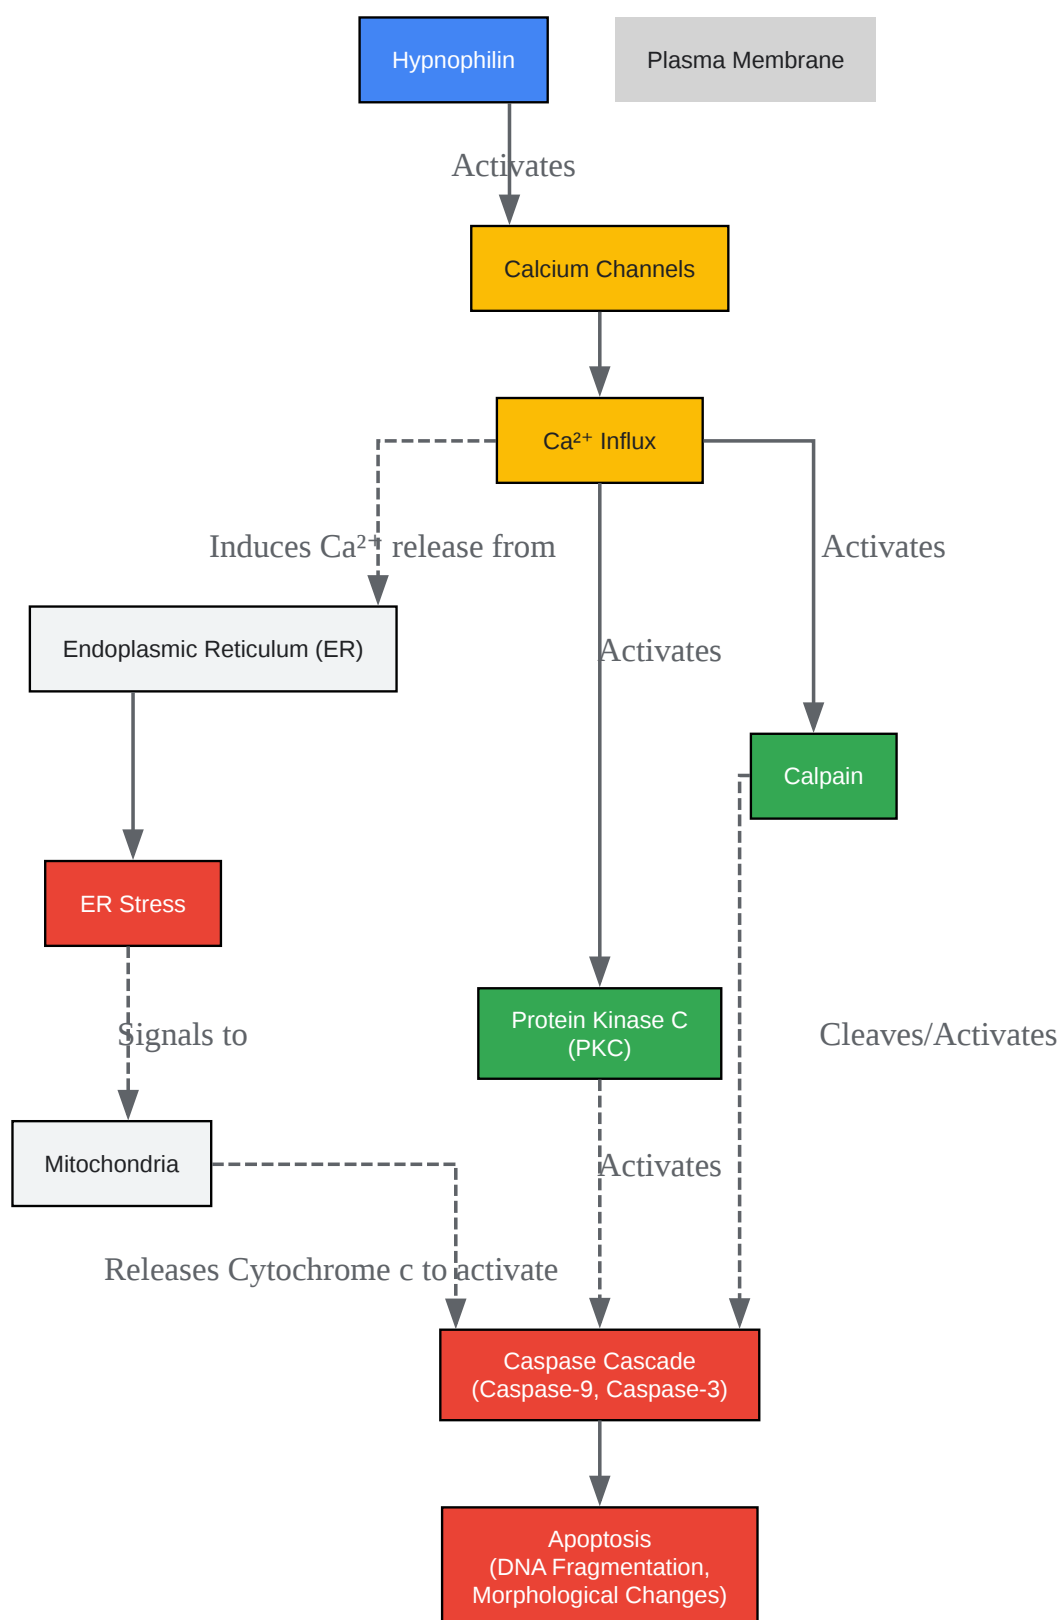 Hypnophilin
Plasma Membrane
Activates
Calcium Channels
Ca²⁺ Influx
Induces Ca²⁺ release from
Activates
Endoplasmic Reticulum (ER)
Activates
Calpain
ER Stress
Protein Kinase C
(PKC)
Signals to
Cleaves/Activates
Mitochondria
Activates
Releases Cytochrome c to activate
Caspase Cascade
(Caspase-9, Caspase-3)
Apoptosis
(DNA Fragmentation,
Morphological Changes)